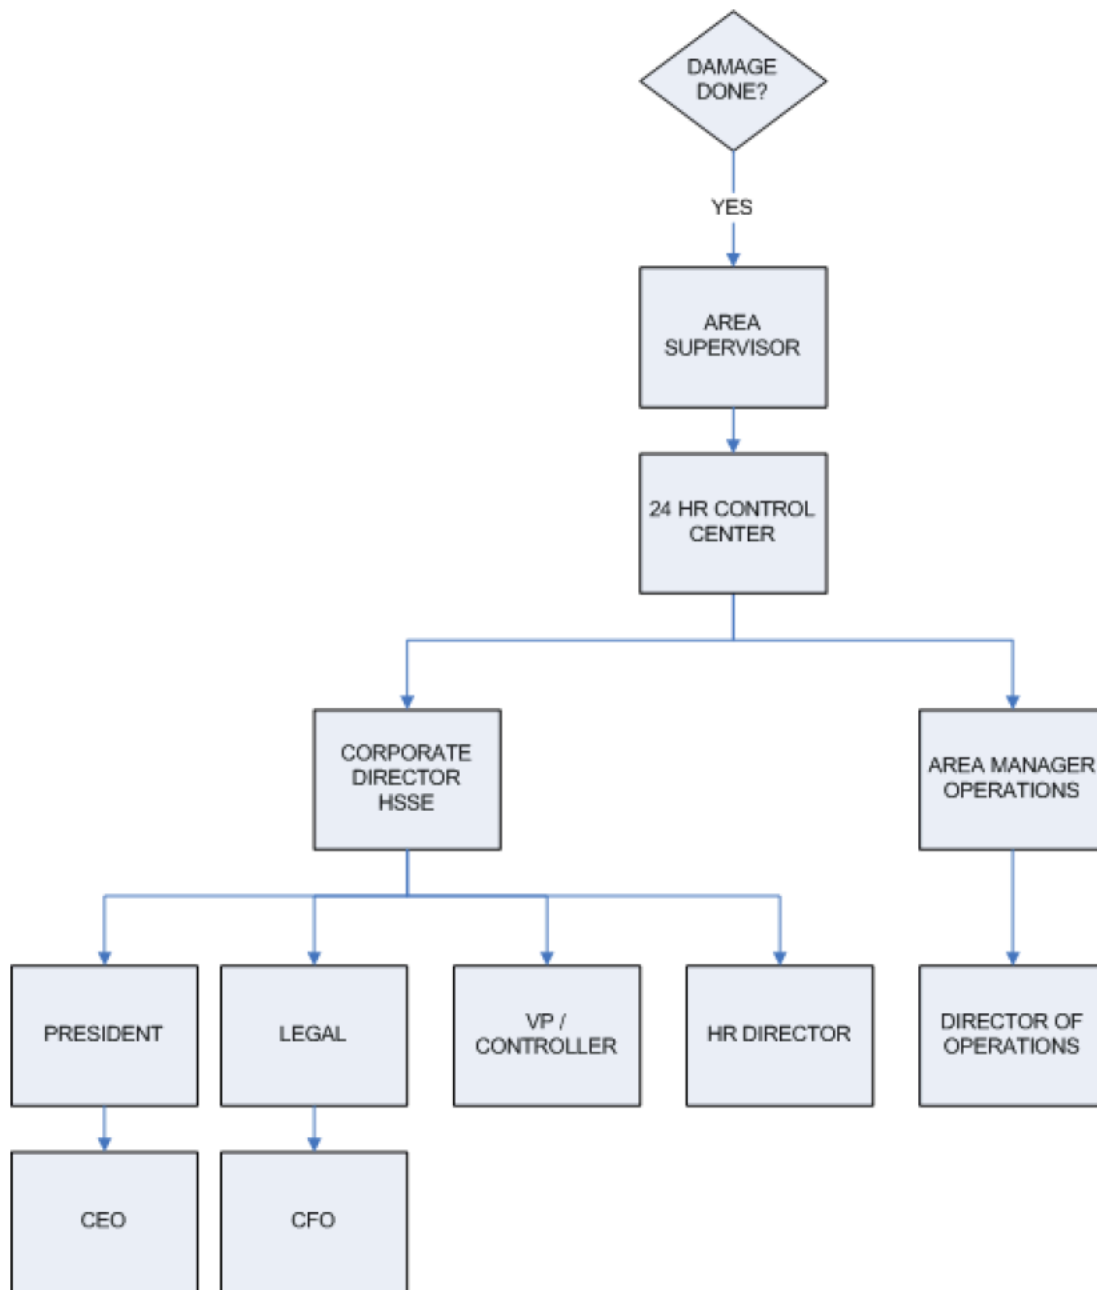 DAMAGE
DONE?
YES
AREA
SUPERVISOR
24 HR CONTROL
CENTER
CORPORATE
DIRECTOR
HSSE
AREA MANAGER
OPERATIONS
PRESIDENT
LEGAL
VP /
CONTROLLER
HR DIRECTOR
DIRECTOR OF
OPERATIONS
CEO
CFO